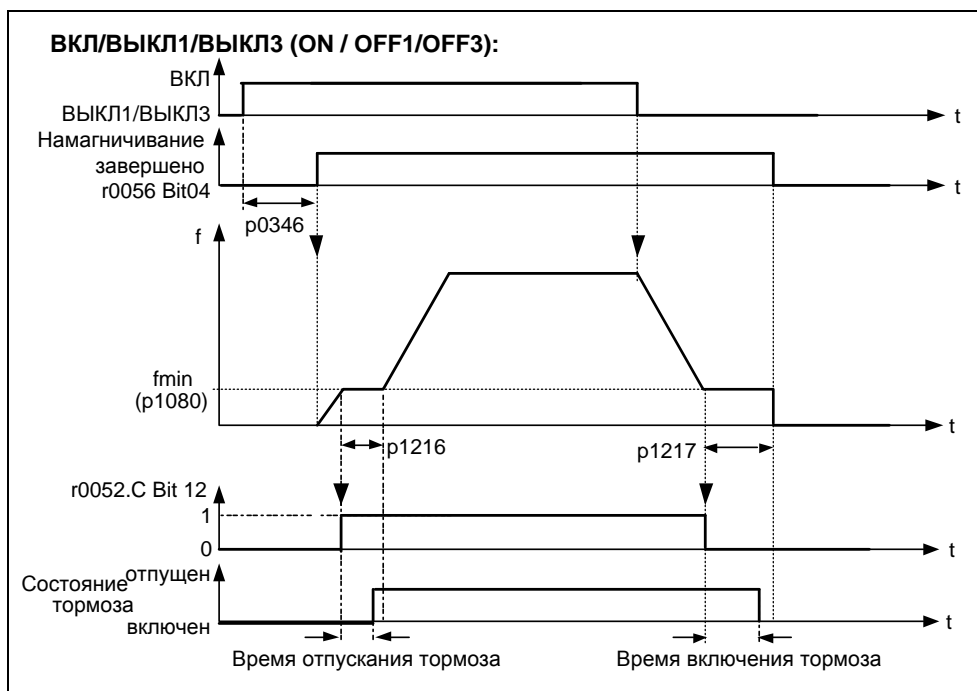 ВКЛ/ВЫКЛ1/ВЫКЛ3 (ON / OFF1/OFF3):
ВКЛ
ВЫКЛ1/ВЫКЛ3
t
Намагничивание
завершено
r0056 Bit04
t
p0346
f
fmin
(p1080)
t
p1216
p1217
r0052.C Bit 12
1
0
t
отпущен
Состояние
тормоза
включен
t
Время отпускания тормоза
Время включения тормоза